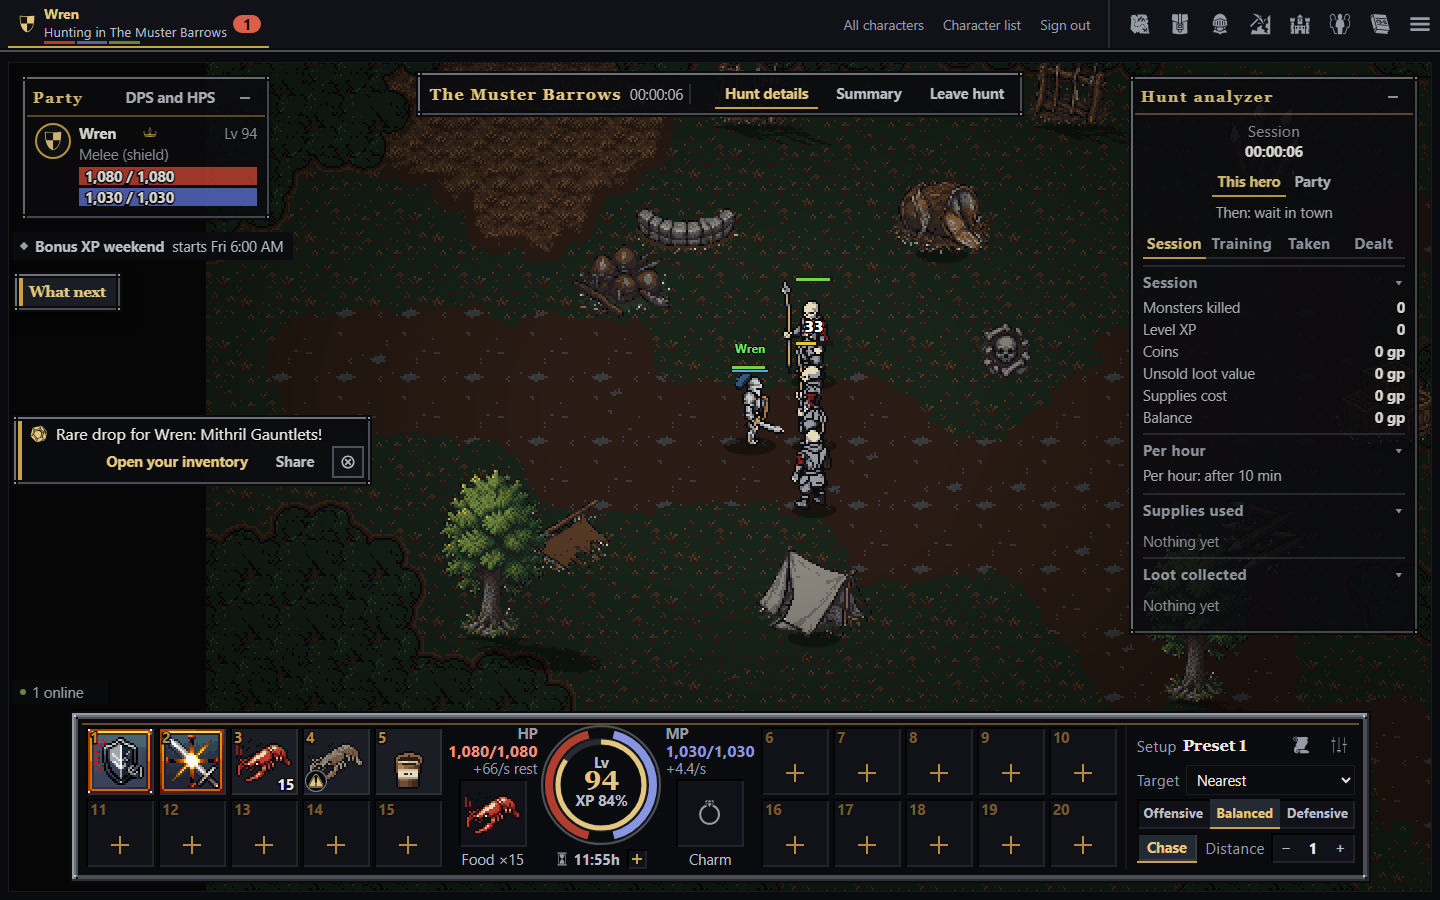 Wren
Hunting in The Muster Barrows
1
All characters
Character list
Sign out
Party
DPS and HPS
Wren
Lv 94
Melee (shield)
1,080 / 1,080
1,030 / 1,030
Bonus XP weekend starts Fri 6:00 AM
What next
The Muster Barrows 00:00:06
Hunt details
Summary
Leave hunt
Rare drop for Wren: Mithril Gauntlets!
Open your inventory
Share
Wren
33
1 online
Hunt analyzer
Session
00:00:06
This hero
Party
Then: wait in town
Session
Training
Taken
Dealt
Session
Monsters killed 0
Level XP 0
Coins 0 gp
Unsold loot value 0 gp
Supplies cost 0 gp
Balance 0 gp
Per hour
Per hour: after 10 min
Supplies used
Nothing yet
Loot collected
Nothing yet
1
2
3
15
4
5
11
12
13
14
15
HP
1,080/1,080
+66/s rest
Food ×15
Lv
94
XP 84%
11:55h
MP
1,030/1,030
+4.4/s
Charm
6
7
8
9
10
16
17
18
19
20
Setup Preset 1
Target Nearest
Offensive
Balanced
Defensive
Chase
Distance
− 1 +